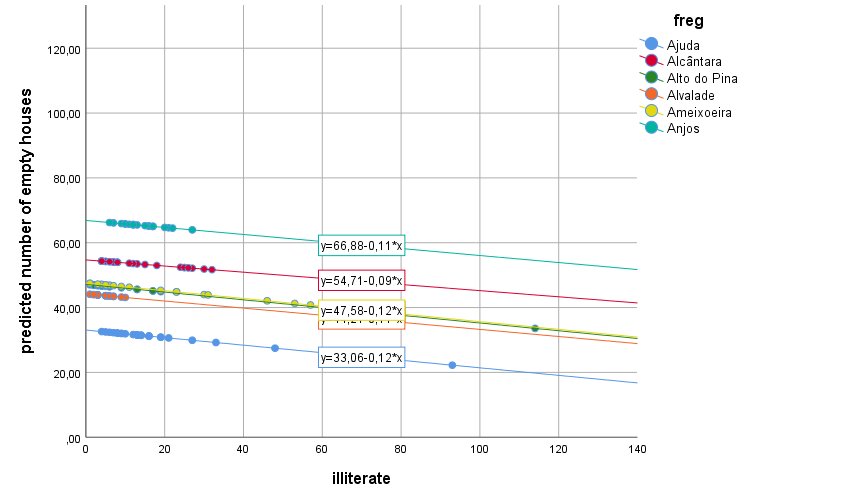 freg
Ajuda
Alcântara
Alto do Pina
Alvalade
Ameixoeira
Anjos
predicted number of empty houses
120,00
100,00
80,00
60,00
40,00
20,00
,00
y=66,88-0,11*x
y=54,71-0,09*x
y=47,58-0,12*x
y=33,06-0,12*x
0
20
40
60
80
100
120
140
illiterate